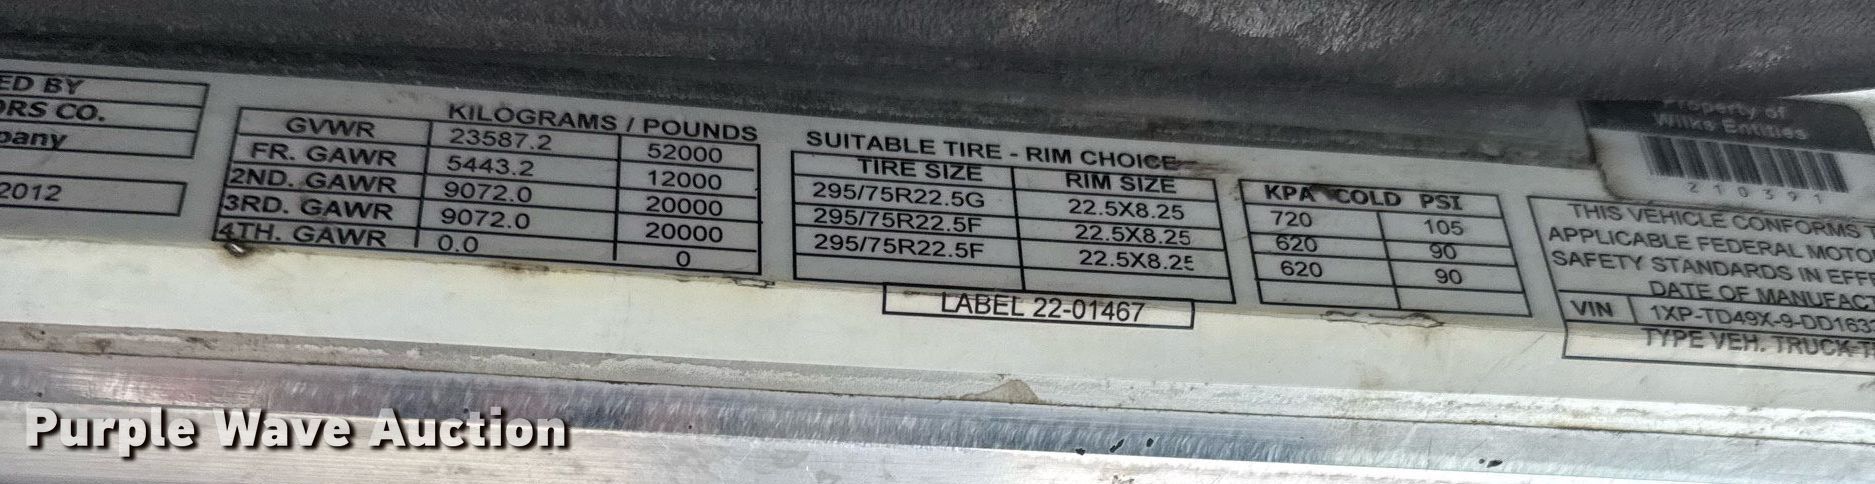 ED BY
ORS CO.
pany
2012
KILOGRAMS / POUNDS
GVWR 23587.2 52000
FR. GAWR 5443.2 12000
2ND. GAWR 9072.0 20000
3RD. GAWR 9072.0 20000
4TH. GAWR 0.0 0
SUITABLE TIRE - RIM CHOICE
TIRE SIZE RIM SIZE
295/75R22.5G 22.5X8.25
295/75R22.5F 22.5X8.25
295/75R22.5F 22.5X8.25
LABEL 22-01467
KPA COLD PSI
720 105
620 90
620 90
Property of
Wilks Entities
210391
THIS VEHICLE CONFORMS T
APPLICABLE FEDERAL MOTO
SAFETY STANDARDS IN EFFE
DATE OF MANUFAC
VIN 1XP-TD49X-9-DD163
TYPE VEH. TRUCK-T
Purple Wave Auction